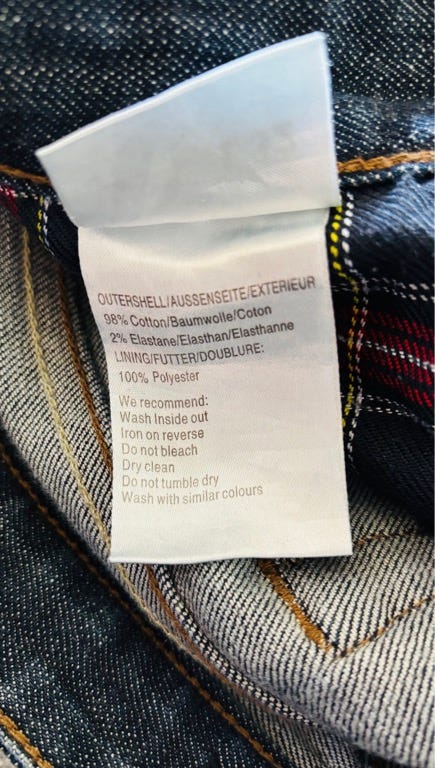 OUTERSHELL/AUSSENSEITE/EXTERIEUR
98% Cotton/Baumwolle/Coton
2% Elastane/Elasthan/Elasthanne
LINING/FUTTER/DOUBLURE:
100% Polyester
We recommend:
Wash Inside out
Iron on reverse
Do not bleach
Dry clean
Do not tumble dry
Wash with similar colours